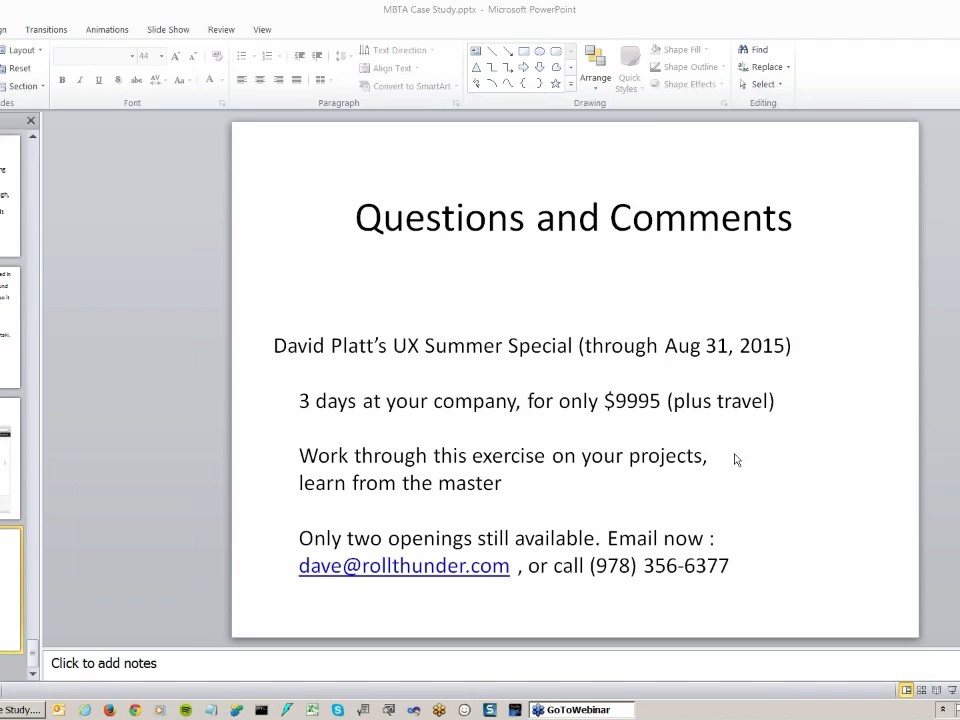 MBTA Case Study.pptx - Microsoft PowerPoint
Transitions Animations Slide Show Review View
Layout
Reset
Section
44
Font
Text Direction
Align Text
Convert to SmartArt
Paragraph
Arrange
Quick Styles
Shape Fill
Shape Outline
Shape Effects
Drawing
Find
Replace
Select
Editing
Questions and Comments
David Platt's UX Summer Special (through Aug 31, 2015)
3 days at your company, for only $9995 (plus travel)
Work through this exercise on your projects,
learn from the master
Only two openings still available. Email now :
dave@rollthunder.com , or call (978) 356-6377
Click to add notes
e Study....
GoToWebinar